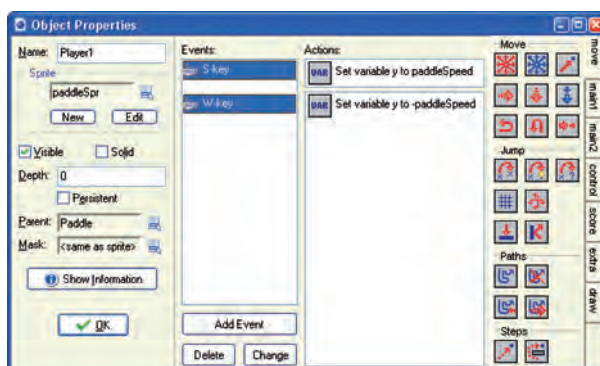 Object Properties
Name: Player1
Sprite
paddleSpr
New Edit
Visible Solid
Depth: 0
Persistent
Parent: Paddle
Mask: <same as sprite>
Show Information
OK
Events:
S-key
W-key
Add Event
Delete Change
Actions:
VAR Set variable y to paddleSpeed
VAR Set variable y to -paddleSpeed
Move
Jump
Paths
Steps
move
main1
main2
control
score
extra
draw